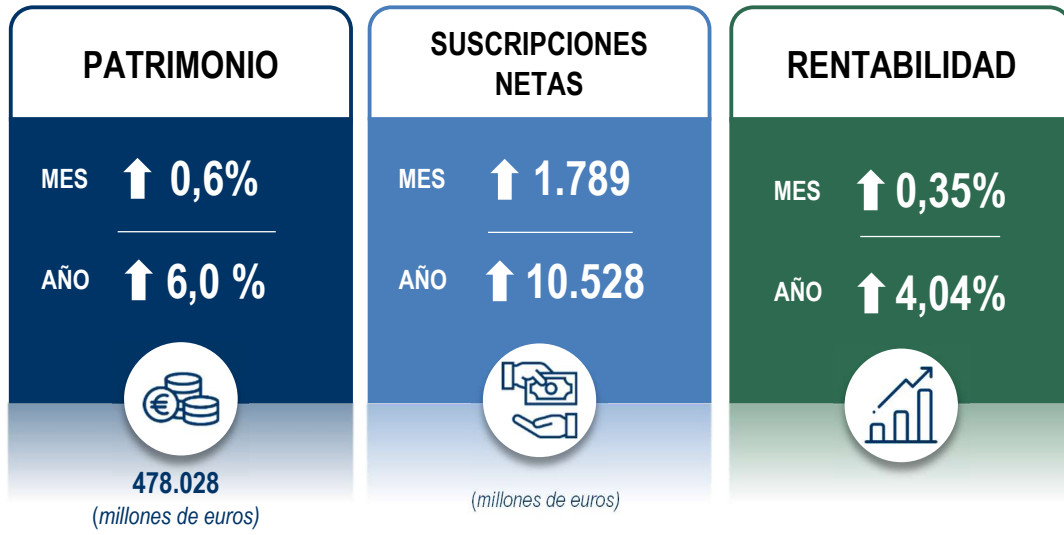 PATRIMONIO
MES 0,6%
AÑO 6,0 %
€
478.028
(millones de euros)
SUSCRIPCIONES
NETAS
MES 1.789
AÑO 10.528
(millones de euros)
RENTABILIDAD
MES 0,35%
AÑO 4,04%